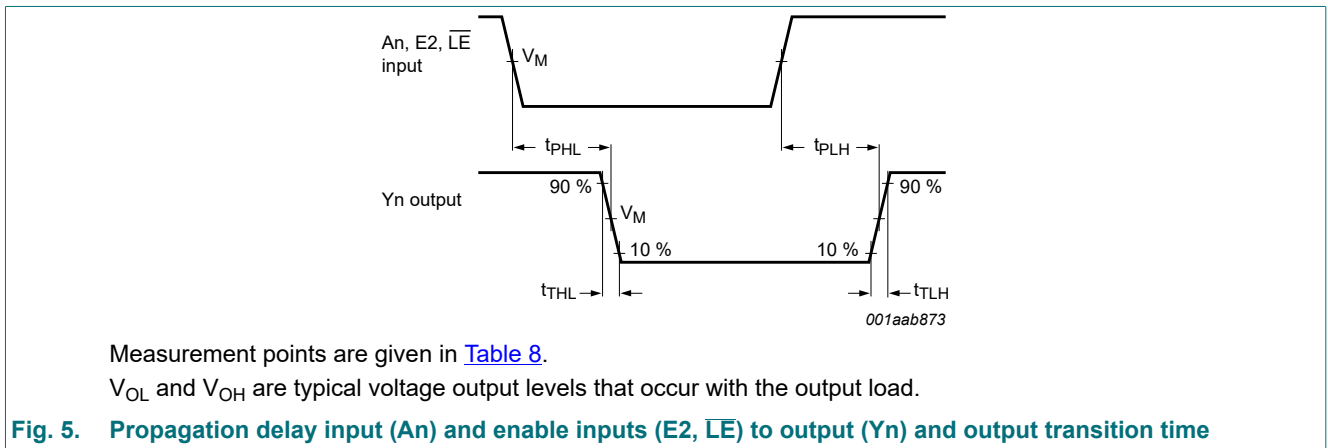 An, E2, L̅E̅
input
VM
tPHL
tPLH
Yn output
90 %
90 %
VM
10 %
10 %
tTHL
tTLH
001aab873
Measurement points are given in Table 8.
VOL and VOH are typical voltage output levels that occur with the output load.
Fig. 5. Propagation delay input (An) and enable inputs (E2, L̅E̅) to output (Yn) and output transition time